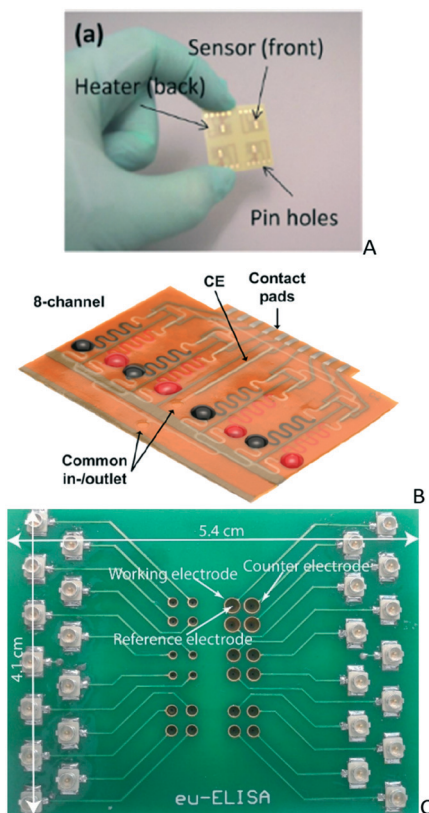 (a)
Sensor (front)
Heater (back)
Pin holes
A
8-channel
CE
Contact
pads
Common
in-/outlet
B
5.4 cm
Working electrode
Counter electrode
Reference electrode
4.1 cm
eu-ELISA
C